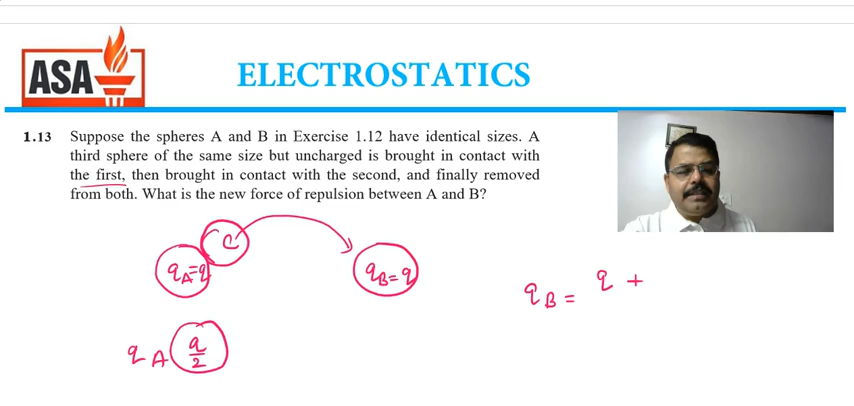 ASA
ELECTROSTATICS
1.13 Suppose the spheres A and B in Exercise 1.12 have identical sizes. A
third sphere of the same size but uncharged is brought in contact with
the first, then brought in contact with the second, and finally removed
from both. What is the new force of repulsion between A and B?
C
qA=q
qB=q
qB = q +
qA q/2